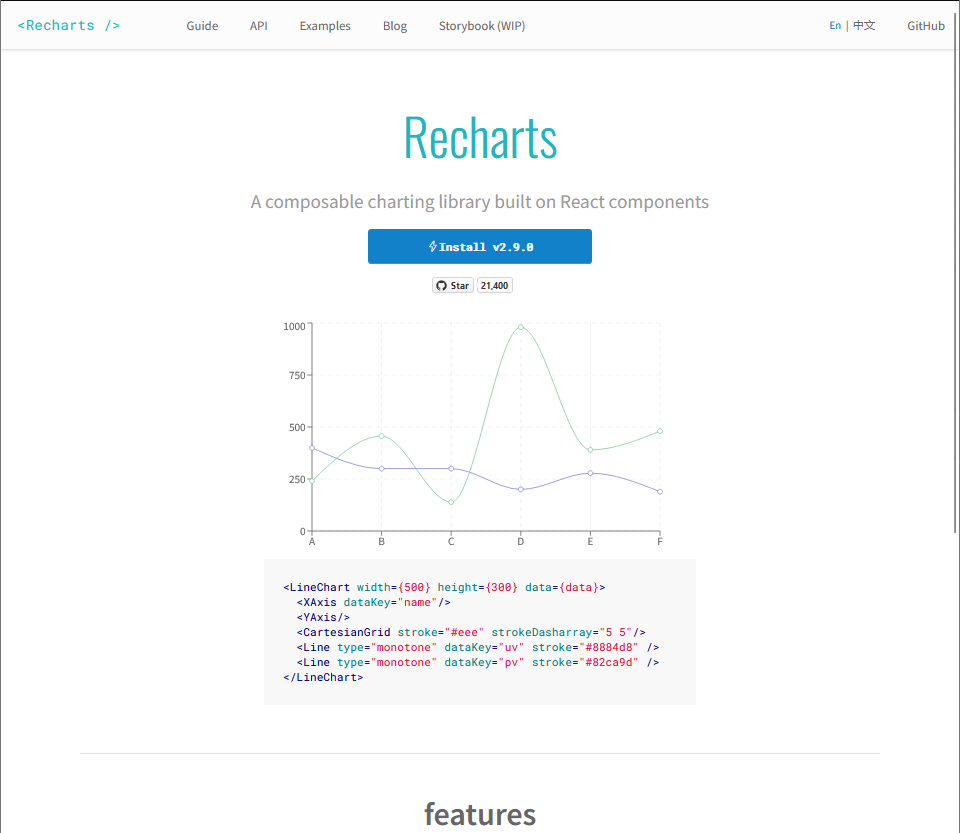 <Recharts />
Guide
API
Examples
Blog
Storybook (WIP)
En | 中文
GitHub
Recharts
A composable charting library built on React components
Install v2.9.0
Star
21,400
1000
750
500
250
0
A
B
C
D
E
F
<LineChart width={500} height={300} data={data}>
  <XAxis dataKey="name"/>
  <YAxis/>
  <CartesianGrid stroke="#eee" strokeDasharray="5 5"/>
  <Line type="monotone" dataKey="uv" stroke="#8884d8" />
  <Line type="monotone" dataKey="pv" stroke="#82ca9d" />
</LineChart>
features